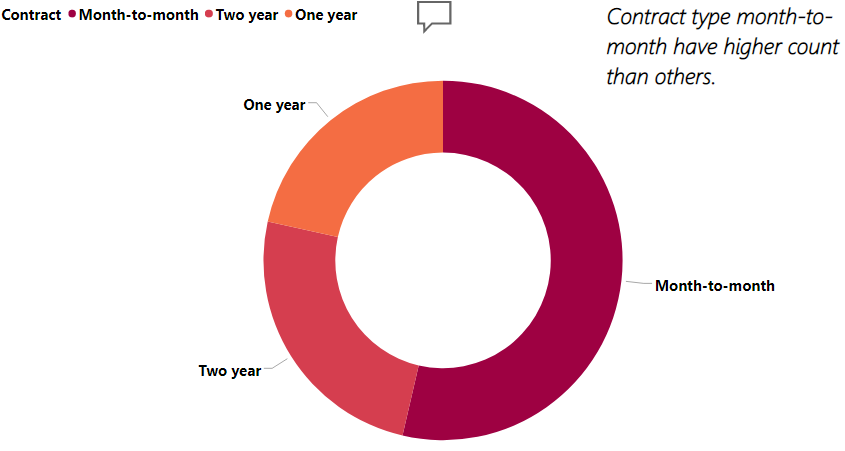 Contract Month-to-month Two year One year
Contract type month-to-
month have higher count
than others.
One year
Month-to-month
Two year